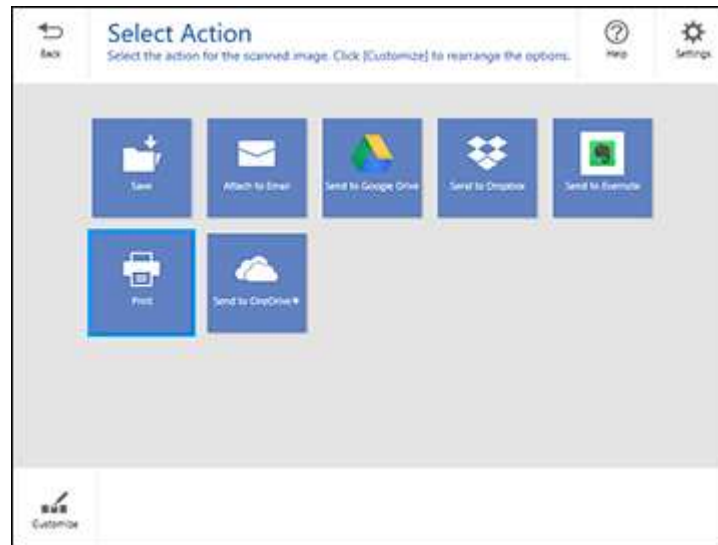 Back
Select Action
Select the action for the scanned image. Click [Customize] to rearrange the options.
Help
Settings
Save
Attach to Email
Send to Google Drive
Send to Dropbox
Send to Evernote
Print
Send to OneDrive
Customize